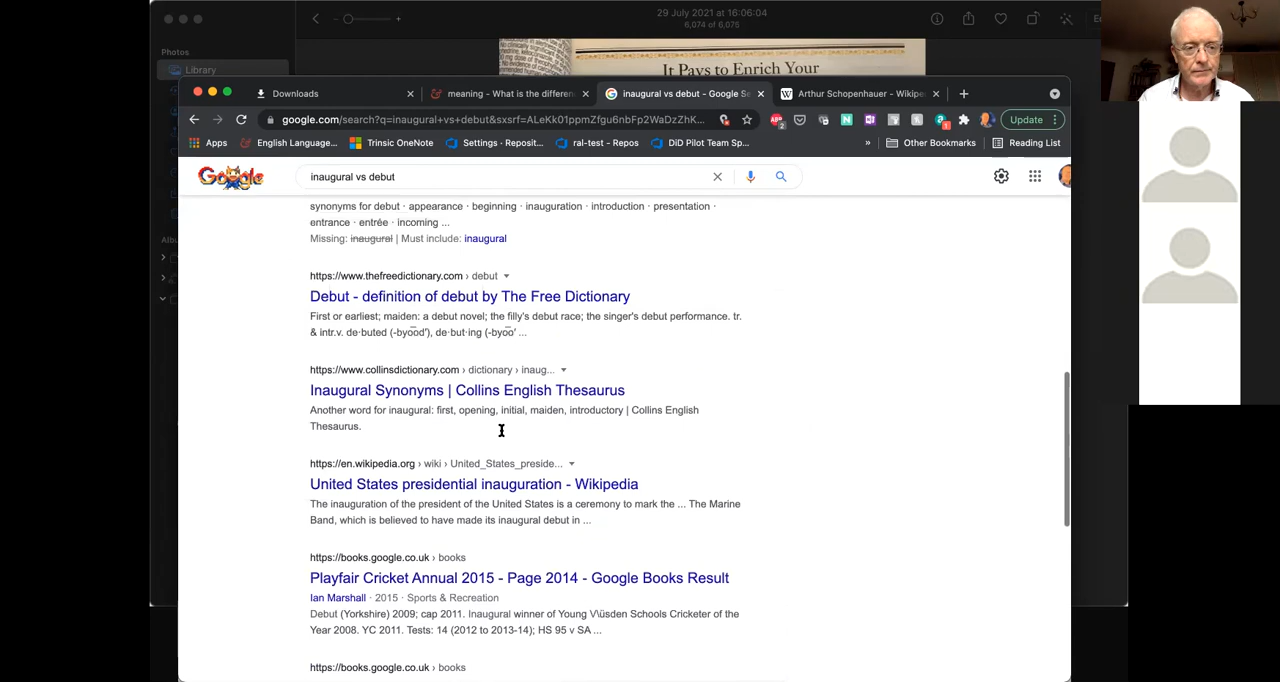 29 July 2021 at 16:06:04
6,074 of 6,075
Photos
Library
It Pays to Enrich Your
Downloads
meaning - What is the differen
inaugural vs debut - Google Se
Arthur Schopenhauer - Wikipe
google.com/search?q=inaugural+vs+debut&sxsrf=ALeKk01ppmZfgu6nbFp2WaDzZhK...
Update
Apps
English Language...
Trinsic OneNote
Settings - Reposit...
ral-test - Repos
DiD Pilot Team Sp...
»
Other Bookmarks
Reading List
Google
inaugural vs debut
synonyms for debut · appearance · beginning · inauguration · introduction · presentation ·
entrance · entrée · incoming ...
Missing: inaugural | Must include: inaugural
https://www.thefreedictionary.com › debut
Debut - definition of debut by The Free Dictionary
First or earliest; maiden: a debut novel; the filly's debut race; the singer's debut performance. tr.
& intr.v. de·buted (-byo͞od′), de·but·ing (-byo͞o′ ...
https://www.collinsdictionary.com › dictionary › inaug...
Inaugural Synonyms | Collins English Thesaurus
Another word for inaugural: first, opening, initial, maiden, introductory | Collins English
Thesaurus.
https://en.wikipedia.org › wiki › United_States_preside...
United States presidential inauguration - Wikipedia
The inauguration of the president of the United States is a ceremony to mark the ... The Marine
Band, which is believed to have made its inaugural debut in ...
https://books.google.co.uk › books
Playfair Cricket Annual 2015 - Page 2014 - Google Books Result
Ian Marshall · 2015 · Sports & Recreation
Debut (Yorkshire) 2009; cap 2011. Inaugural winner of Young V\üsden Schools Cricketer of the
Year 2008. YC 2011. Tests: 14 (2012 to 2013-14); HS 95 v SA ...
https://books.google.co.uk › books